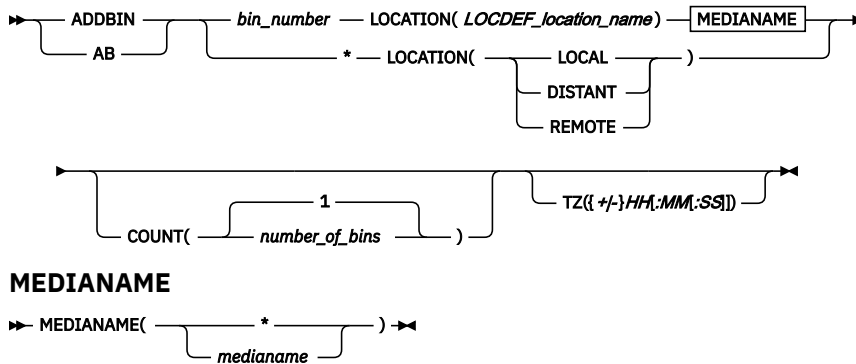 ADDBIN bin_number LOCATION( LOCDEF_location_name ) MEDIANAME
AB * LOCATION( LOCAL )
DISTANT
REMOTE
1
COUNT( number_of_bins ) TZ({ +/-}HH[:MM[:SS]])
MEDIANAME
MEDIANAME( * )
medianame